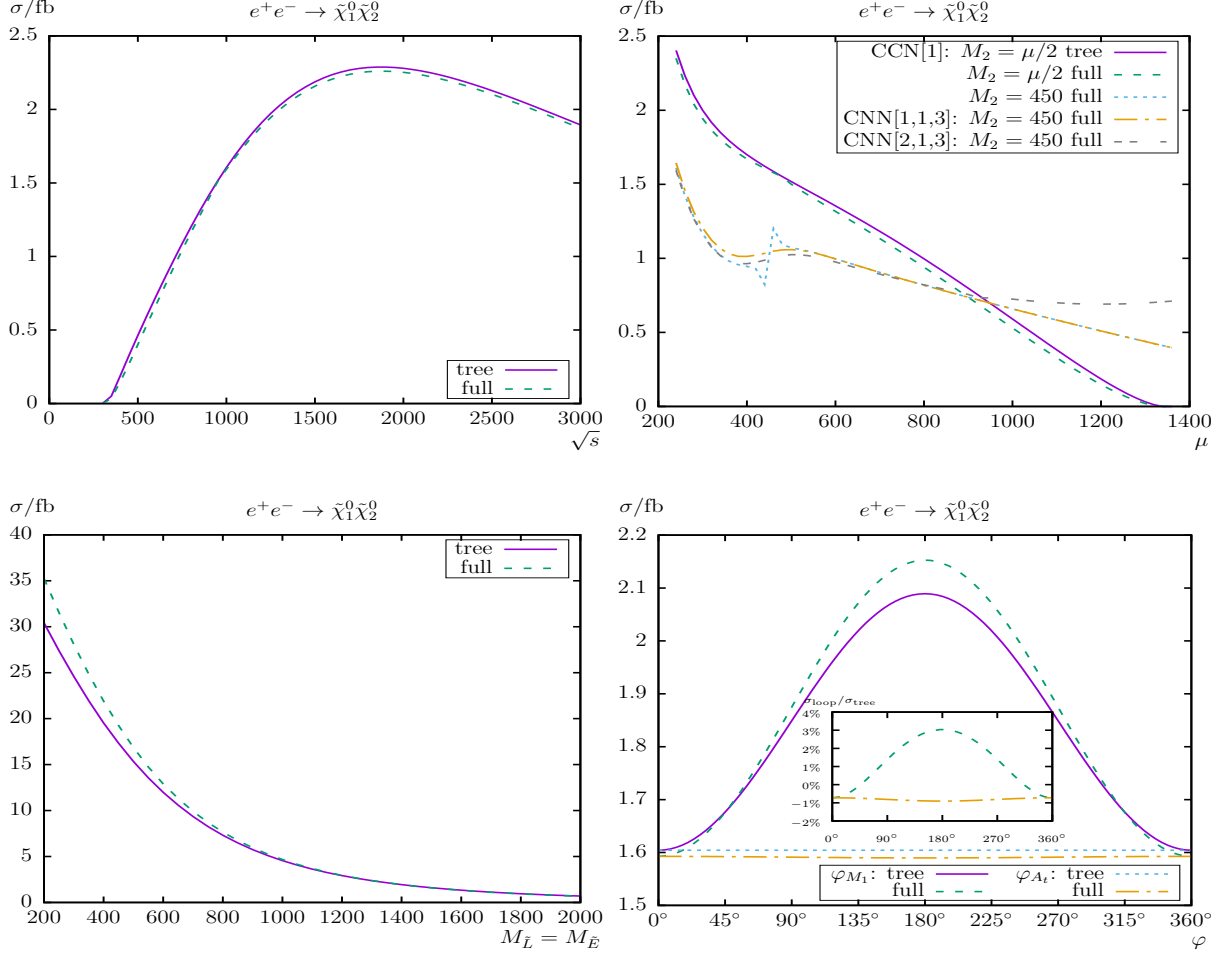 σ/fb
e⁺e⁻ → χ̃⁰₁χ̃⁰₂
2.5
2
1.5
1
0.5
0
0 500 1000 1500 2000 2500 3000
√s
tree
full
σ/fb
e⁺e⁻ → χ̃⁰₁χ̃⁰₂
2.5
2
1.5
1
0.5
0
200 400 600 800 1000 1200 1400
μ
CCN[1]: M₂ = μ/2 tree
M₂ = μ/2 full
M₂ = 450 full
CNN[1,1,3]: M₂ = 450 full
CNN[2,1,3]: M₂ = 450 full
σ/fb
e⁺e⁻ → χ̃⁰₁χ̃⁰₂
40
35
30
25
20
15
10
5
0
200 400 600 800 1000 1200 1400 1600 1800 2000
M_L̃ = M_Ẽ
tree
full
σ/fb
e⁺e⁻ → χ̃⁰₁χ̃⁰₂
2.2
2.1
2
1.9
1.8
1.7
1.6
1.5
σ_loop/σ_tree
4%
3%
2%
1%
0%
−1%
−2%
0° 90° 180° 270° 360°
φ_M₁: tree φ_Aₜ: tree
full full
0° 45° 90° 135° 180° 225° 270° 315° 360°
φ